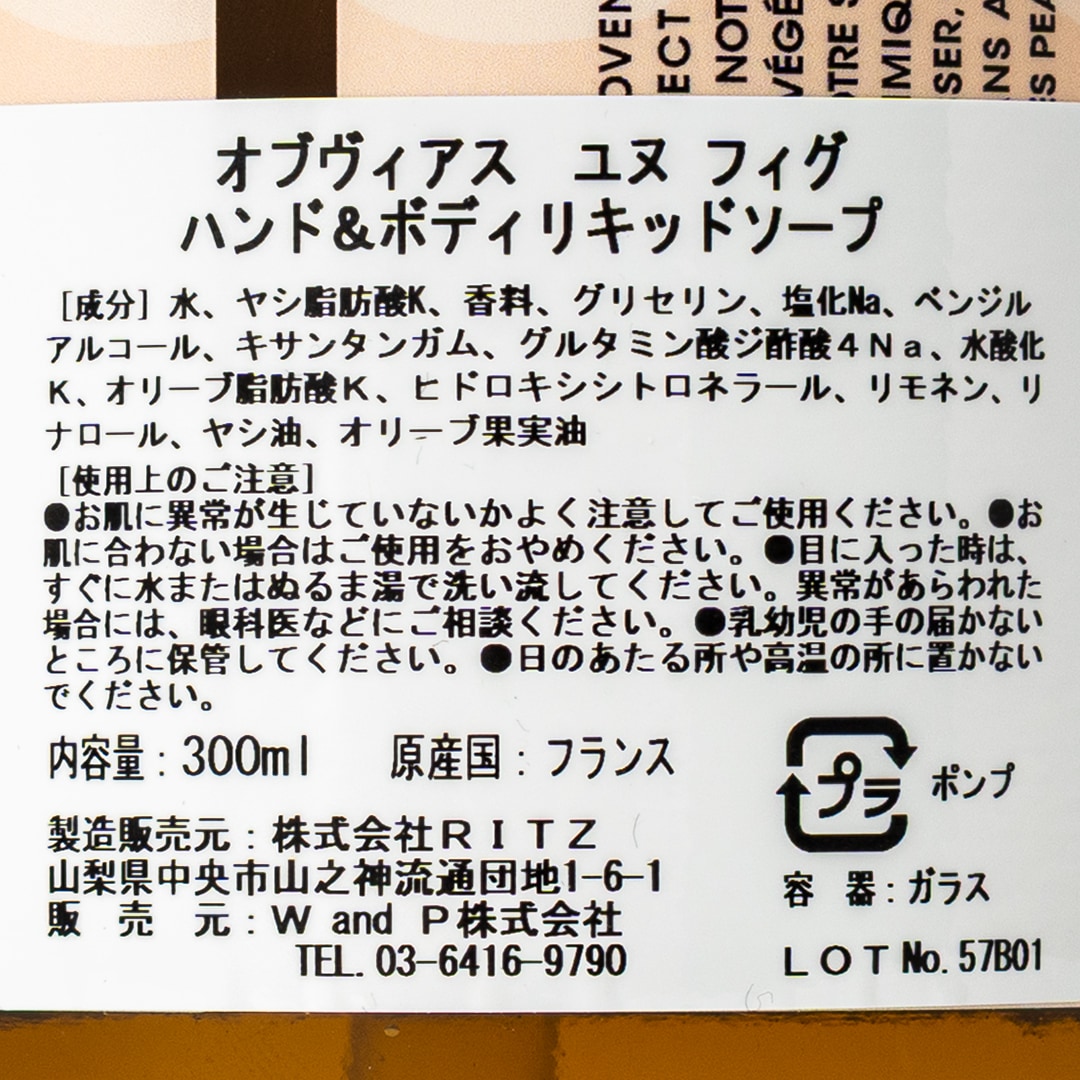 OVEN
ECT
NOT
VÉGÉ
OTRE S
IMIQ
SER,
ANS A
ES PEA
オブヴィアス　ユヌ フィグ
ハンド＆ボディリキッドソープ
［成分］水、ヤシ脂肪酸K、香料、グリセリン、塩化Na、ベンジル
アルコール、キサンタンガム、グルタミン酸ジ酢酸４Ｎａ、水酸化
Ｋ、オリーブ脂肪酸Ｋ、ヒドロキシシトロネラール、リモネン、リ
ナロール、ヤシ油、オリーブ果実油
［使用上のご注意］
●お肌に異常が生じていないかよく注意してご使用ください。●お
肌に合わない場合はご使用をおやめください。●目に入った時は、
すぐに水またはぬるま湯で洗い流してください。異常があらわれた
場合には、眼科医などにご相談ください。●乳幼児の手の届かない
ところに保管してください。●日のあたる所や高温の所に置かない
でください。
内容量：300ml　原産国：フランス
プラ ポンプ
製造販売元：株式会社ＲＩＴＺ
山梨県中央市山之神流通団地1-6-1
容　器：ガラス
販　売　元：Ｗ and Ｐ株式会社
TEL. 03-6416-9790
ＬＯＴ No. 57B01